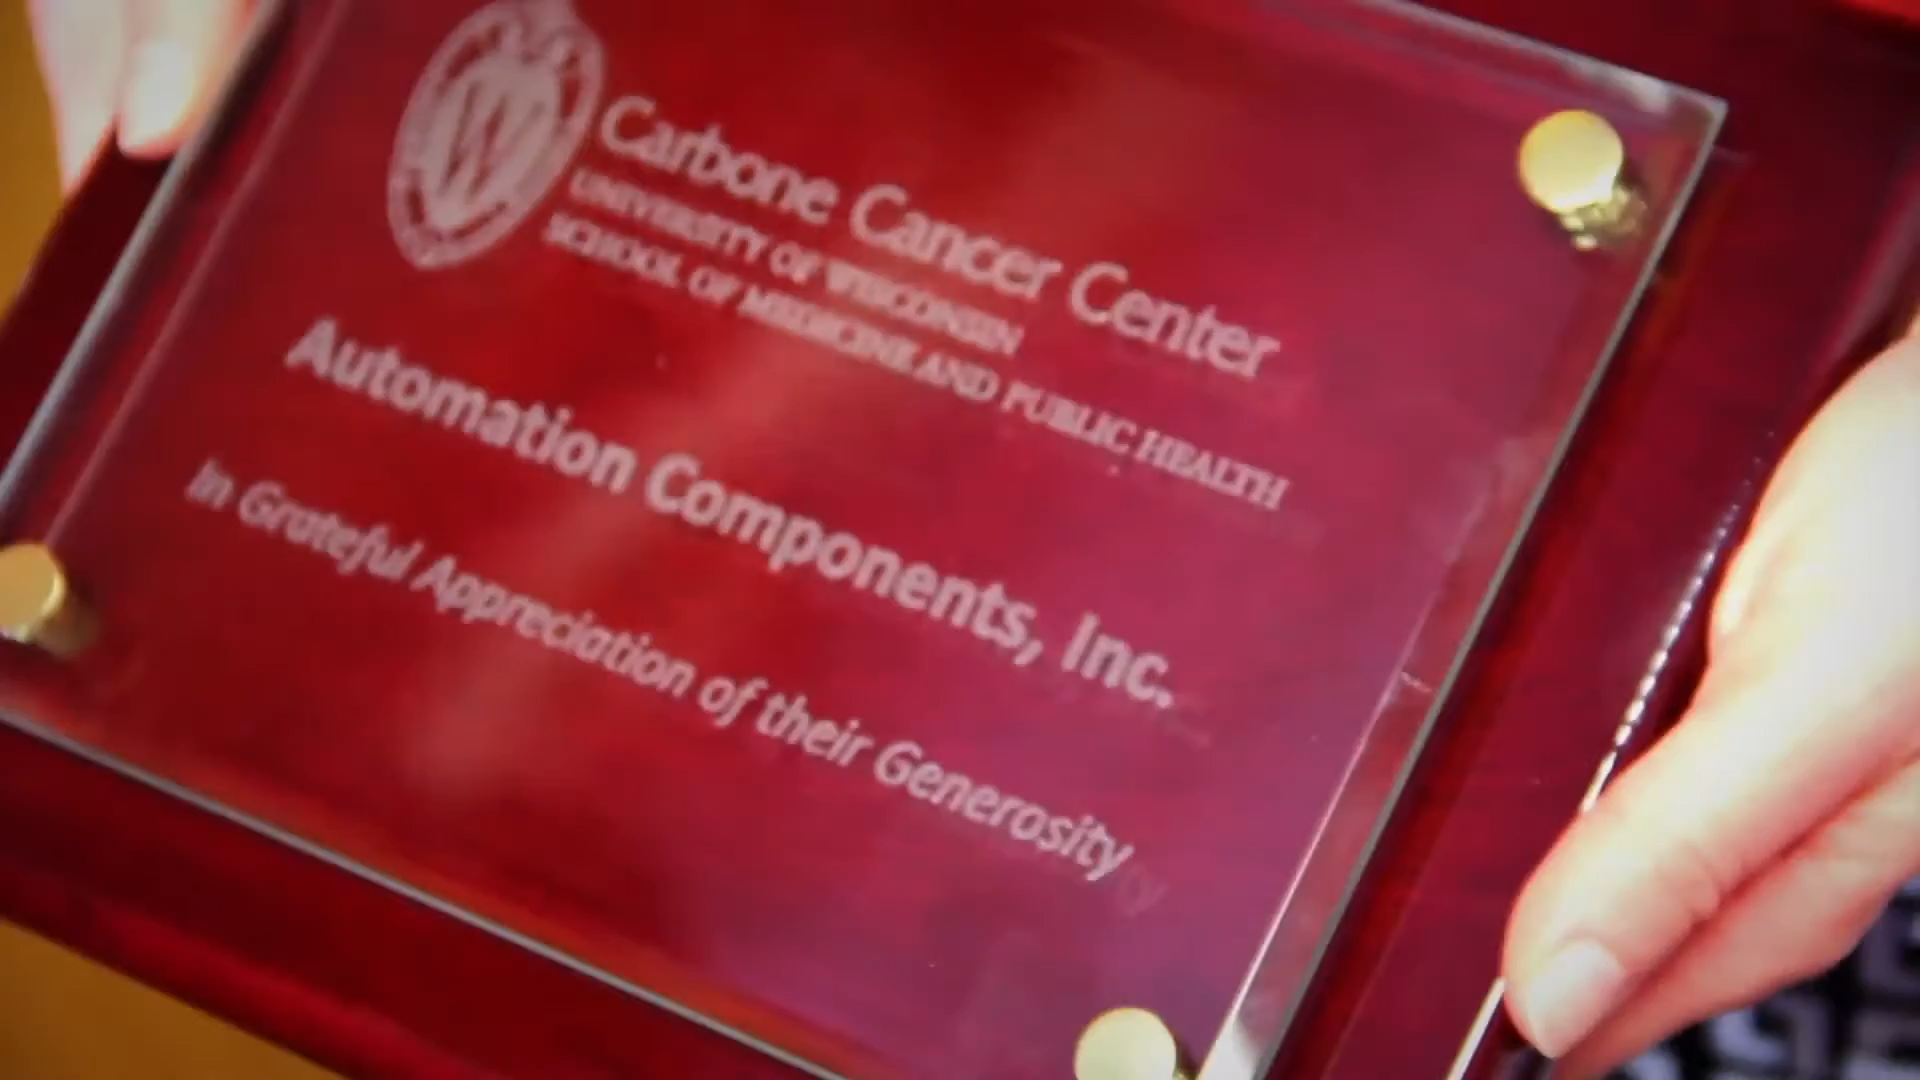 W
Carbone Cancer Center
UNIVERSITY OF WISCONSIN
SCHOOL OF MEDICINE AND PUBLIC HEALTH
Automation Components, Inc.
In Grateful Appreciation of their Generosity